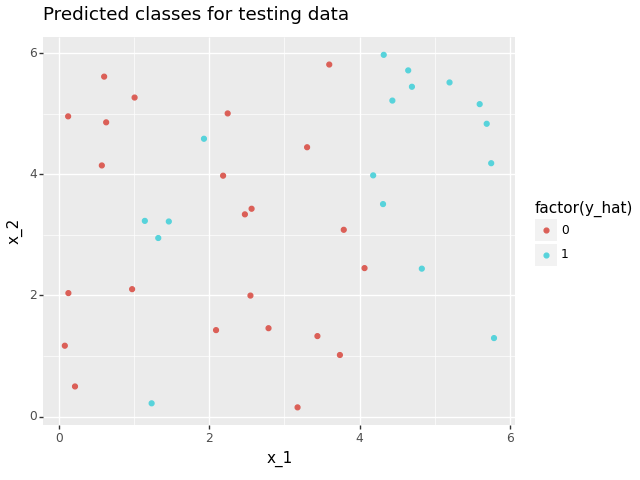 Predicted classes for testing data
6
4
2
0
x_2
0
2
4
6
x_1
factor(y_hat)
0
1